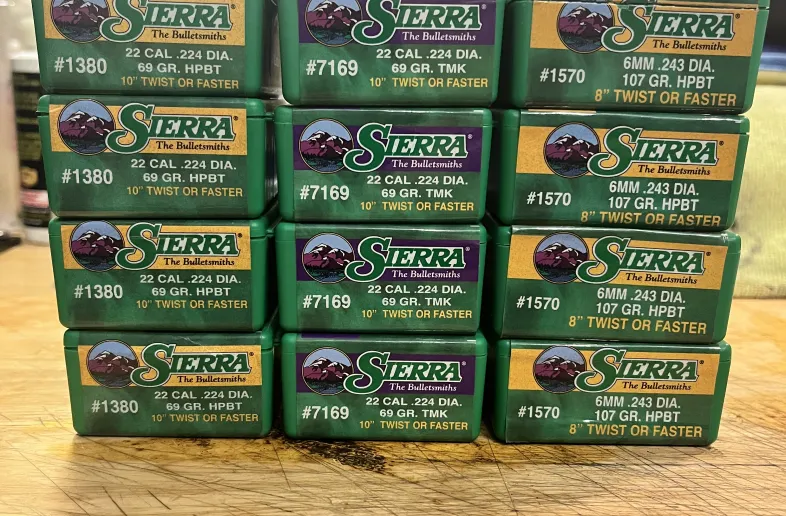 SIERRA
The Bulletsmiths
#1380
22 CAL .224 DIA.
69 GR. HPBT
10" TWIST OR FASTER
SIERRA
The Bulletsmiths
#7169
22 CAL .224 DIA.
69 GR. TMK
10" TWIST OR FASTER
SIERRA
The Bulletsmiths
#1570
6MM .243 DIA.
107 GR. HPBT
8" TWIST OR FASTER
SIERRA®
The Bulletsmiths
#1380
22 CAL .224 DIA.
69 GR. HPBT
10" TWIST OR FASTER
SIERRA®
The Bulletsmiths
#7169
22 CAL .224 DIA.
69 GR. TMK
10" TWIST OR FASTER
SIERRA®
The Bulletsmiths
#1570
6MM .243 DIA.
107 GR. HPBT
8" TWIST OR FASTER
SIERRA®
The Bulletsmiths
#1380
22 CAL .224 DIA.
69 GR. HPBT
10" TWIST OR FASTER
SIERRA®
The Bulletsmiths
#7169
22 CAL .224 DIA.
69 GR. TMK
10" TWIST OR FASTER
SIERRA®
The Bulletsmiths
#1570
6MM .243 DIA.
107 GR. HPBT
8" TWIST OR FASTER
SIERRA®
The Bulletsmiths
#1380
22 CAL .224 DIA.
69 GR. HPBT
10" TWIST OR FASTER
SIERRA®
The Bulletsmiths
#7169
22 CAL .224 DIA.
69 GR. TMK
10" TWIST OR FASTER
SIERRA®
The Bulletsmiths
#1570
6MM .243 DIA.
107 GR. HPBT
8" TWIST OR FASTER